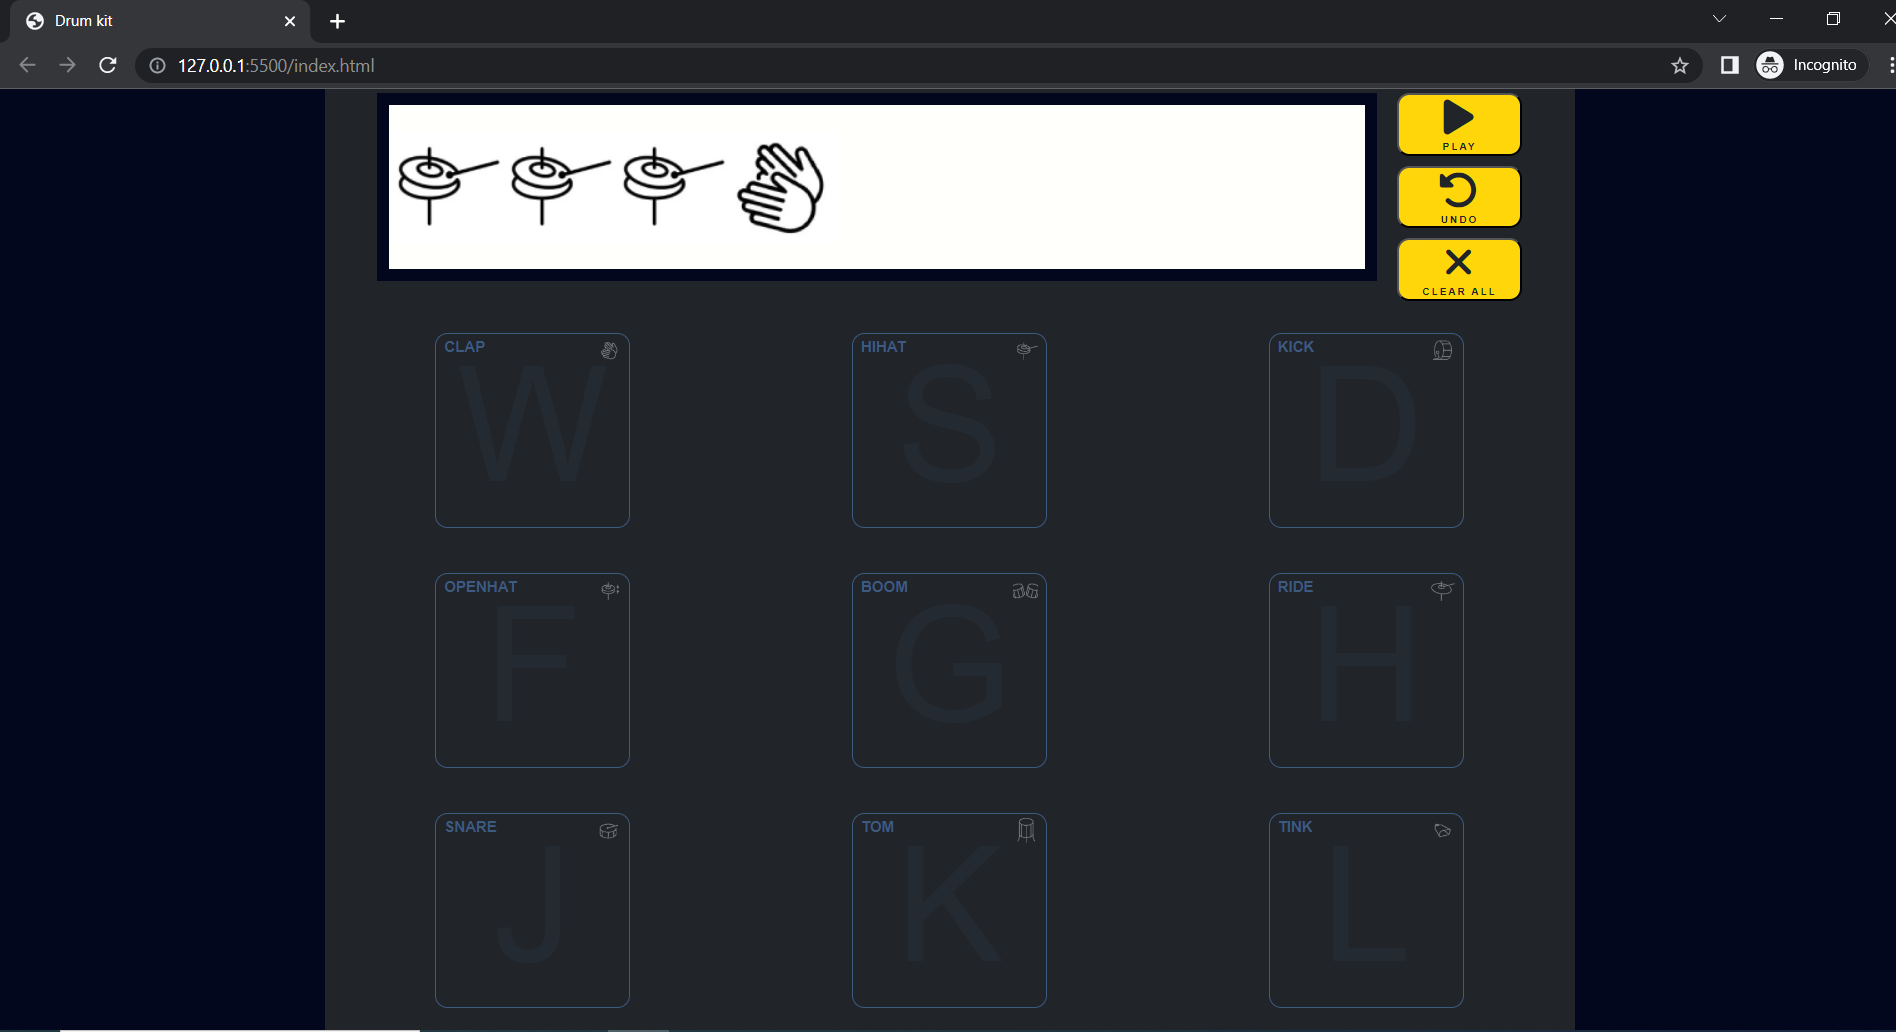 Drum kit
127.0.0.1:5500/index.html
Incognito
PLAY
UNDO
CLEAR ALL
CLAP
W
HIHAT
S
KICK
D
OPENHAT
F
BOOM
G
RIDE
H
SNARE
J
TOM
K
TINK
L